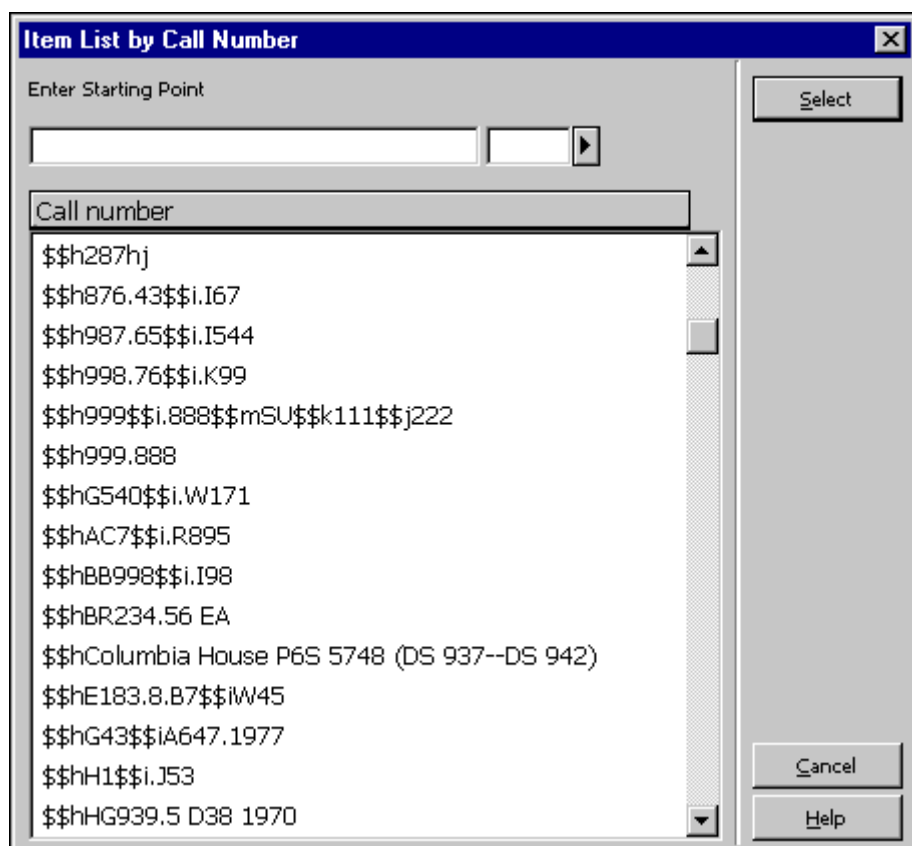 Item List by Call Number
Enter Starting Point
Select
Call number
$$h287hj
$$h876.43$$i.I67
$$h987.65$$i.I544
$$h998.76$$i.K99
$$h999$$i.888$$mSU$$k111$$j222
$$h999.888
$$hG540$$i.W171
$$hAC7$$i.R895
$$hBB998$$i.I98
$$hBR234.56 EA
$$hColumbia House P6S 5748 (DS 937--DS 942)
$$hE183.8.B7$$iW45
$$hG43$$iA647.1977
$$hH1$$i.J53
$$hHG939.5 D38 1970
Cancel
Help